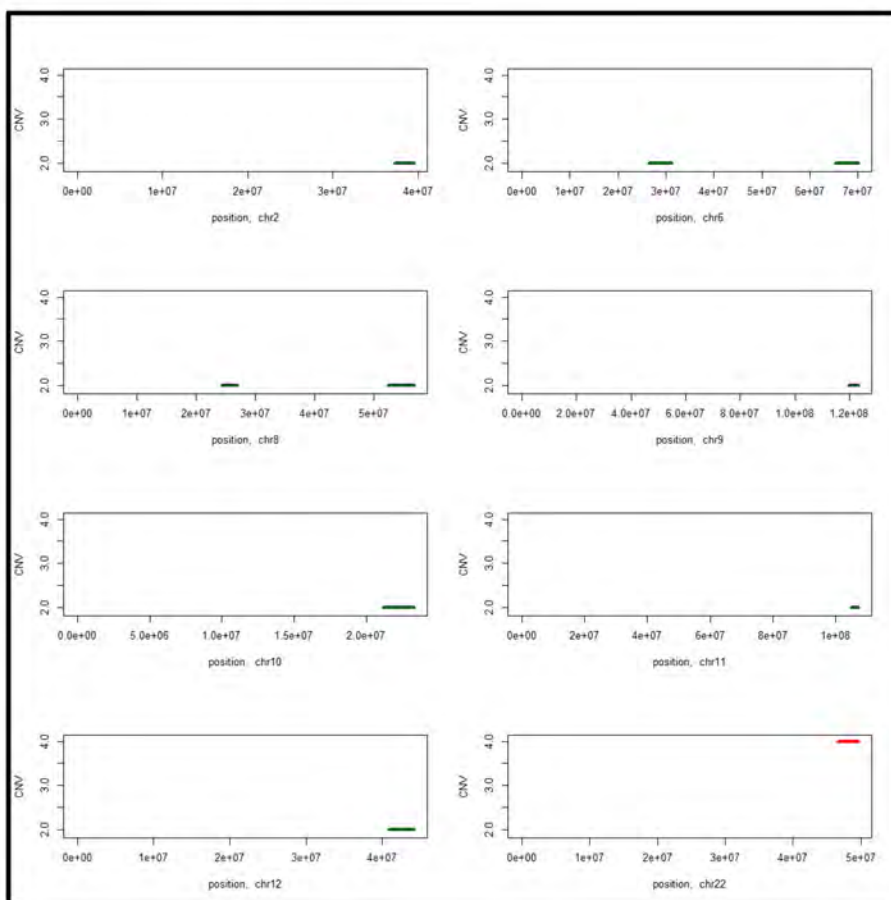 CNV
4.0
3.0
2.0
0e+00 1e+07 2e+07 3e+07 4e+07
position, chr2
CNV
4.0
3.0
2.0
0e+00 1e+07 2e+07 3e+07 4e+07 5e+07 6e+07 7e+07
position, chr6
CNV
4.0
3.0
2.0
0e+00 1e+07 2e+07 3e+07 4e+07 5e+07
position, chr8
CNV
4.0
3.0
2.0
0.0e+00 2.0e+07 4.0e+07 6.0e+07 8.0e+07 1.0e+08 1.2e+08
position, chr9
CNV
4.0
3.0
2.0
0.0e+00 5.0e+06 1.0e+07 1.5e+07 2.0e+07
position, chr10
CNV
4.0
3.0
2.0
0e+00 2e+07 4e+07 6e+07 8e+07 1e+08
position, chr11
CNV
4.0
3.0
2.0
0e+00 1e+07 2e+07 3e+07 4e+07
position, chr12
CNV
4.0
3.0
2.0
0e+00 1e+07 2e+07 3e+07 4e+07 5e+07
position, chr22